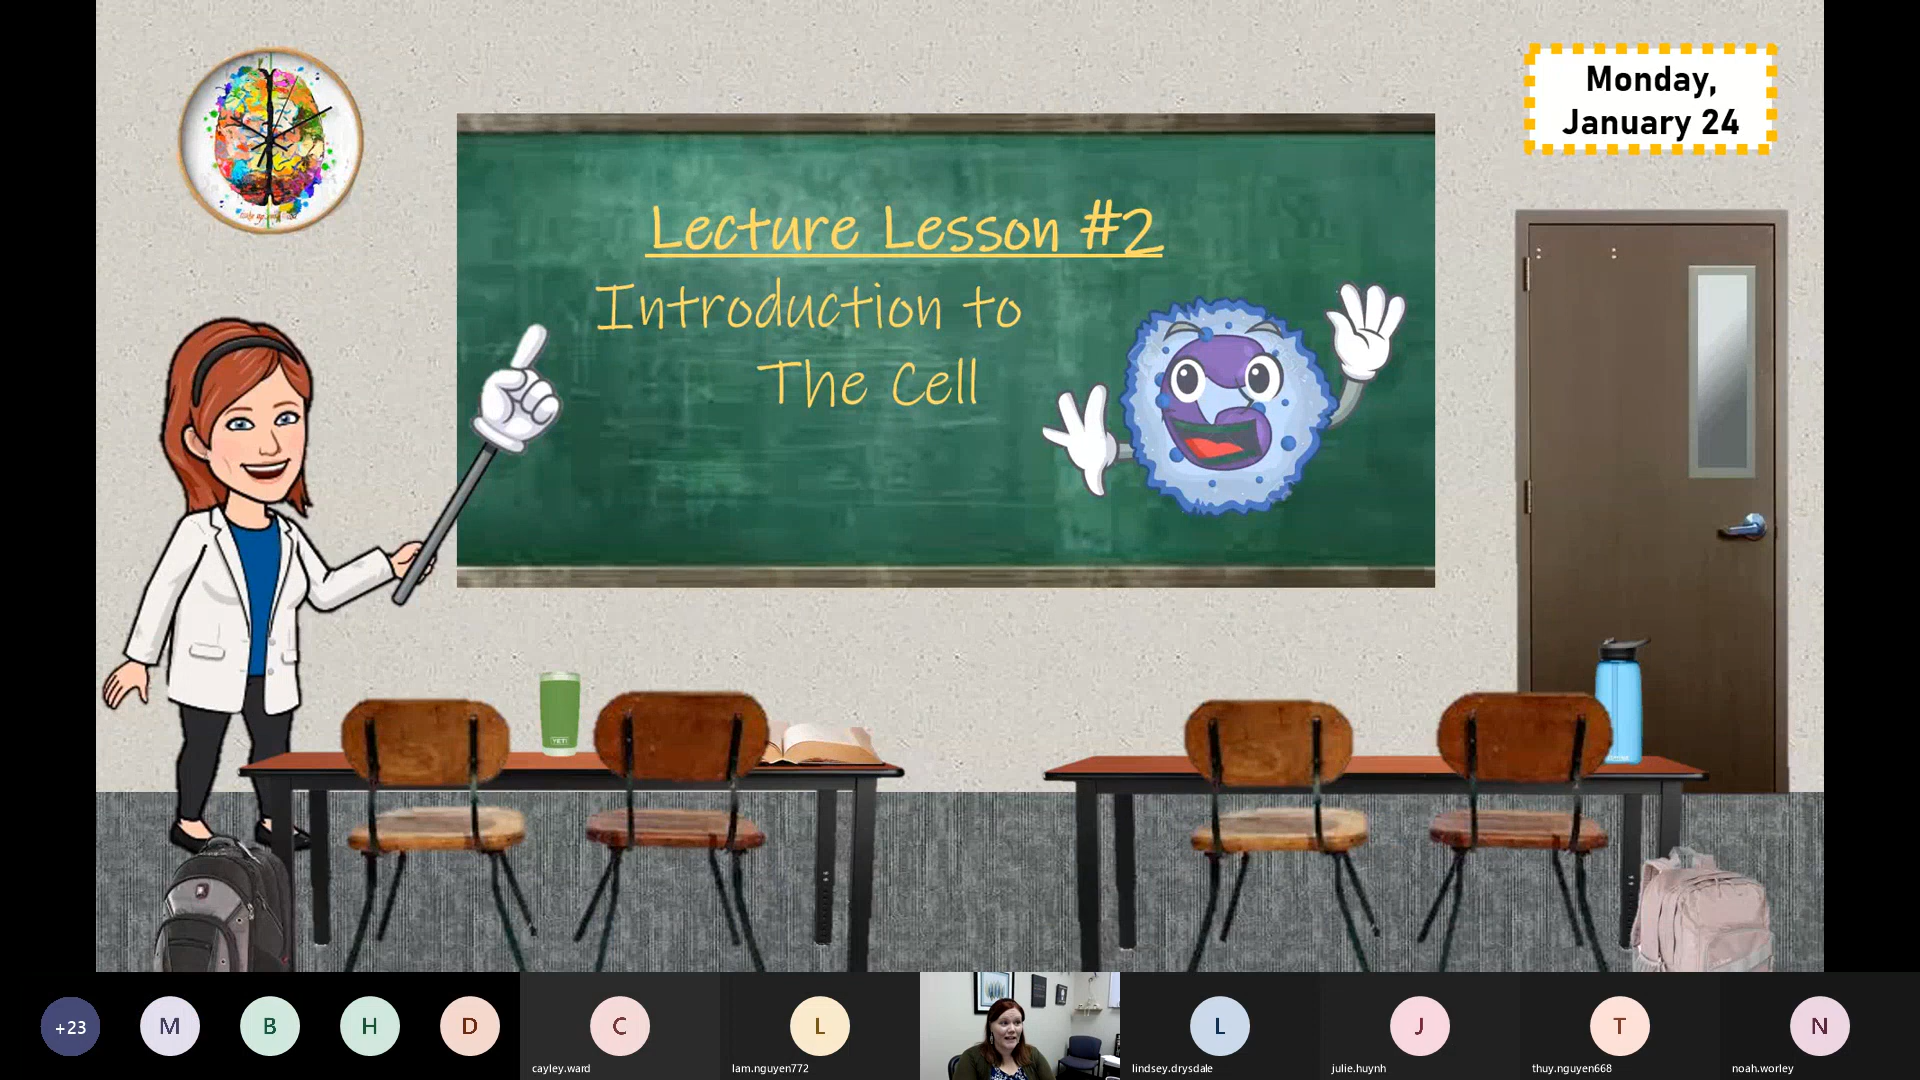 Monday,
January 24
Lecture Lesson #2
Introduction to
The Cell
YETI
+23
M
B
H
D
C
L
L
J
T
N
cayley.ward
lam.nguyen772
lindsey.drysdale
julie.huynh
thuy.nguyen668
noah.worley